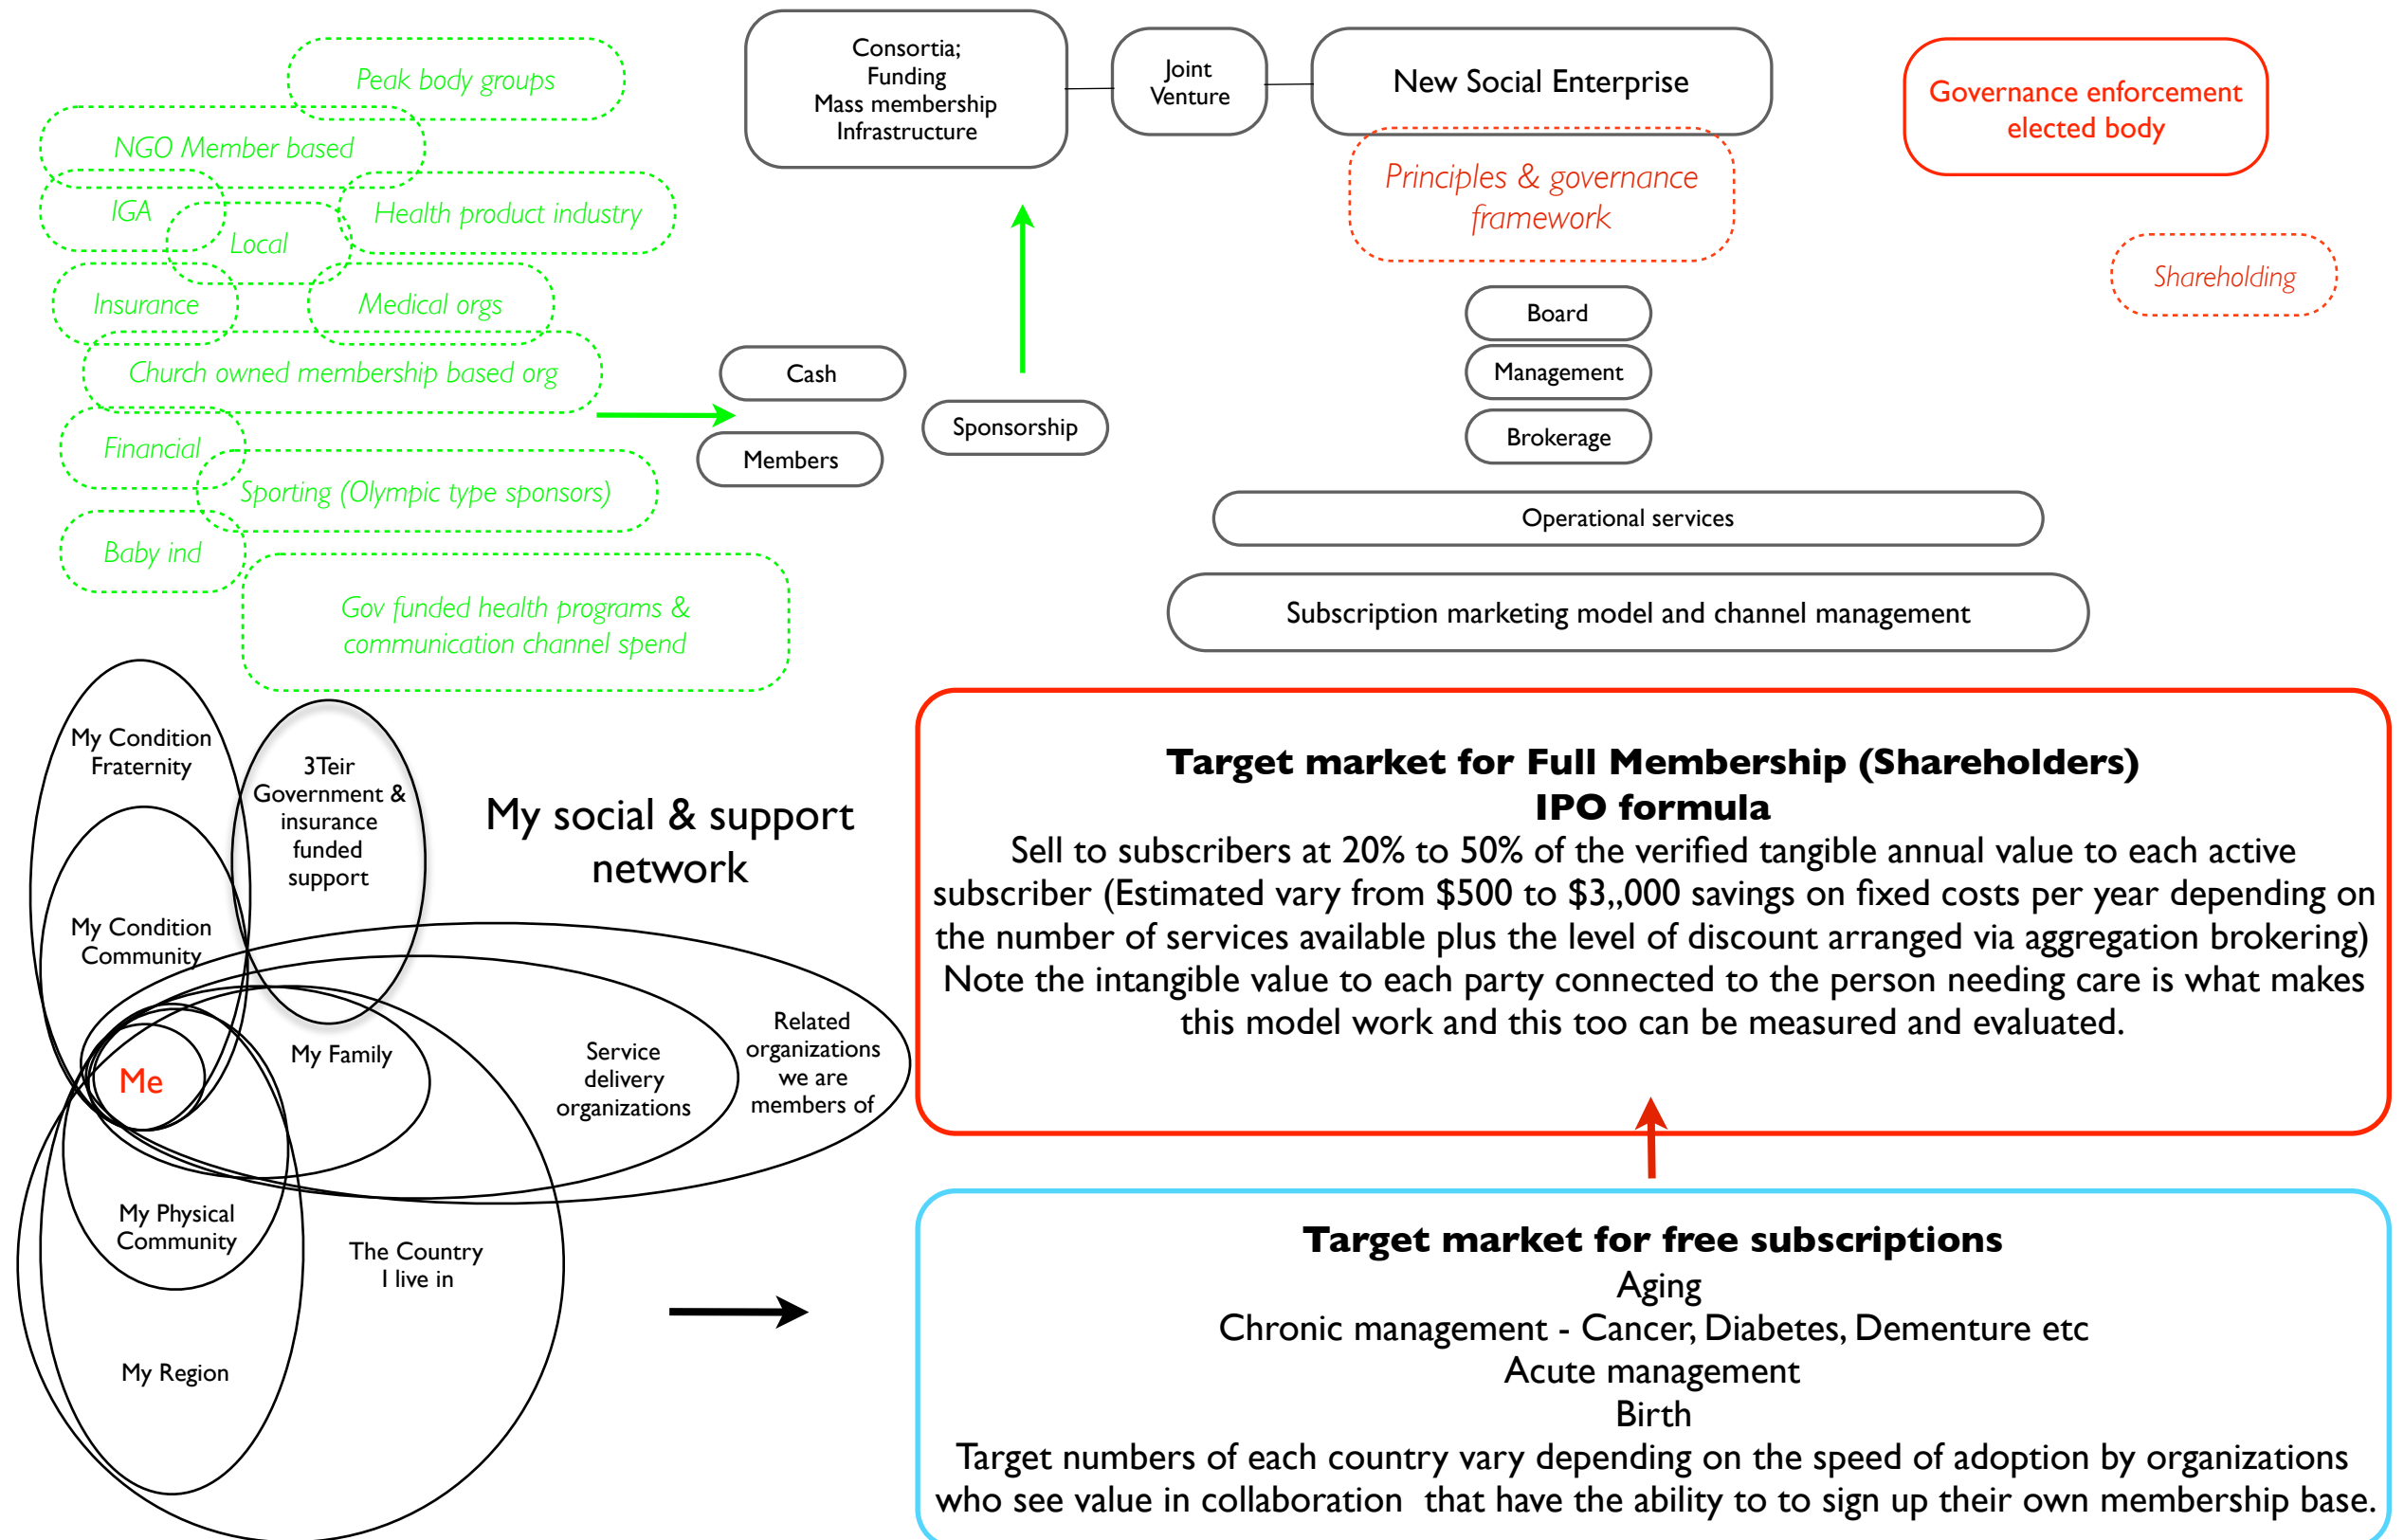 Peak body groups
NGO Member based
IGA
Health product industry
Local
Insurance
Medical orgs
Church owned membership based org
Financial
Sporting (Olympic type sponsors)
Baby ind
Gov funded health programs &
communication channel spend
Consortia;
Funding
Mass membership
Infrastructure
Joint
Venture
New Social Enterprise
Principles & governance
framework
Governance enforcement
elected body
Shareholding
Cash
Members
Sponsorship
Board
Management
Brokerage
Operational services
Subscription marketing model and channel management
My Condition
Fraternity
3Teir
Government &
insurance
funded
support
My social & support
network
My Condition
Community
Me
My Family
Service
delivery
organizations
Related
organizations
we are
members of
My Physical
Community
The Country
I live in
My Region
Target market for Full Membership (Shareholders)
IPO formula
Sell to subscribers at 20% to 50% of the verified tangible annual value to each active
subscriber (Estimated vary from $500 to $3,,000 savings on fixed costs per year depending on
the number of services available plus the level of discount arranged via aggregation brokering)
Note the intangible value to each party connected to the person needing care is what makes
this model work and this too can be measured and evaluated.
Target market for free subscriptions
Aging
Chronic management - Cancer, Diabetes, Dementure etc
Acute management
Birth
Target numbers of each country vary depending on the speed of adoption by organizations
who see value in collaboration  that have the ability to to sign up their own membership base.